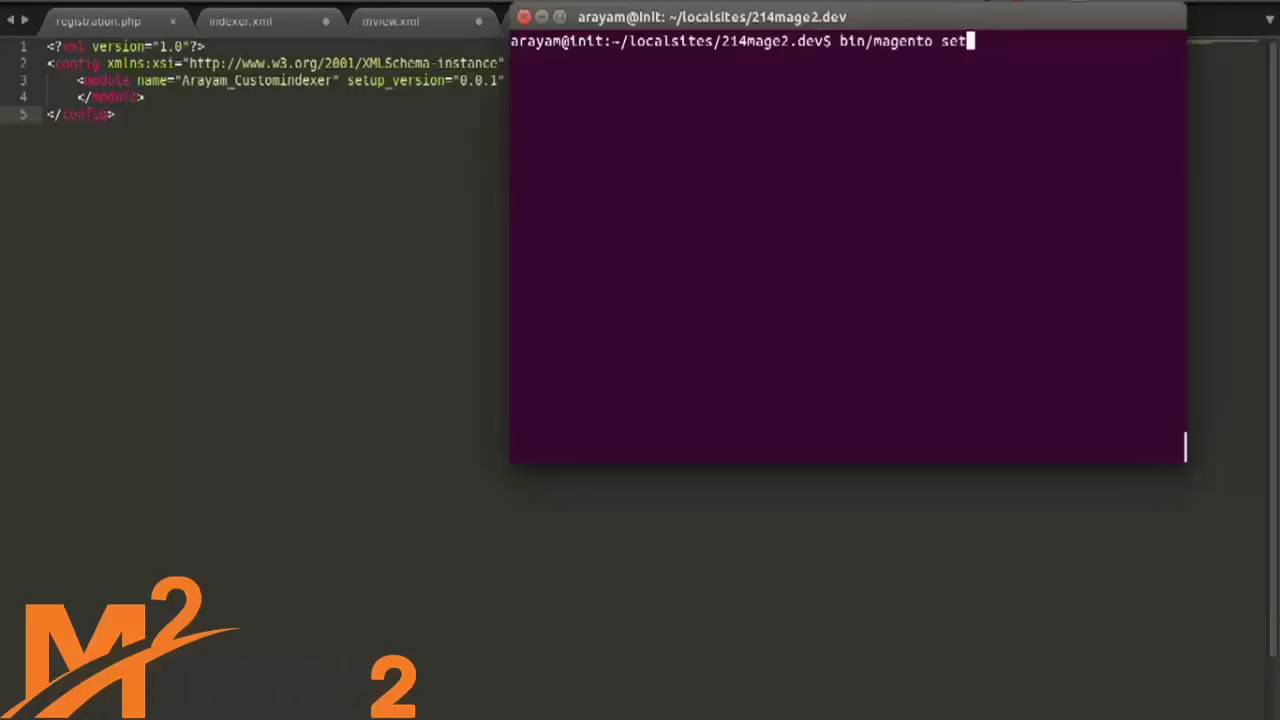 registration.php × indexer.xml mview.xml
1 <?xml version="1.0"?>
2 <config xmlns:xsi="http://www.w3.org/2001/XMLSchema-instance"
3 <module name="Arayam_Customindexer" setup_version="0.0.1"
4 </module>
5 </config>
arayam@init: ~/localsites/214mage2.dev
arayam@init:~/localsites/214mage2.dev$ bin/magento set
M2
2